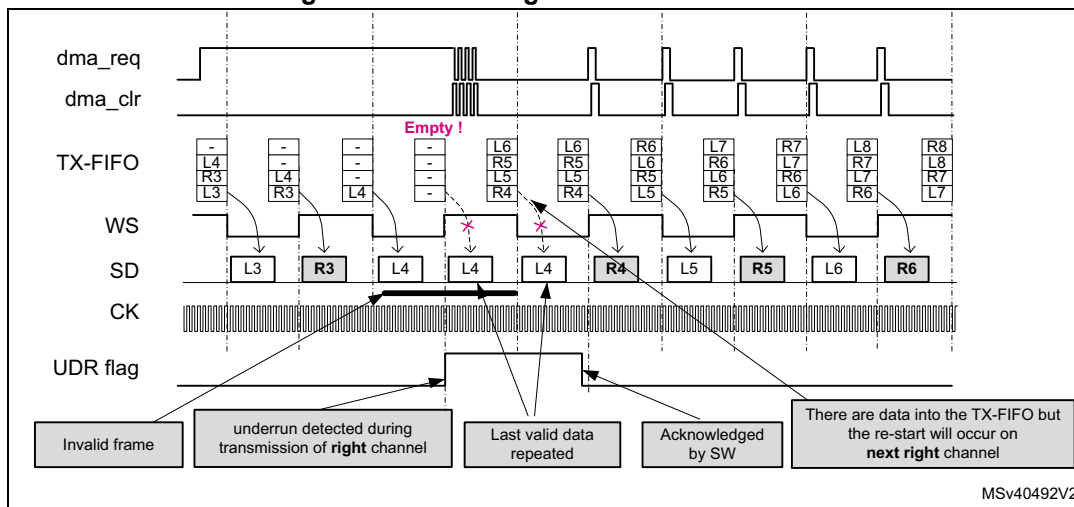 dma_req
dma_clr
Empty !
TX-FIFO
- - - - L6 L6 R6 L7 R7 L8 R8
L4 - - - R5 R5 L6 R6 L7 R7 L8
R3 L4 - - L5 L5 R5 L6 R6 L7 R7
L3 R3 L4 - R4 R4 L5 R5 L6 R6 L7
WS
SD L3 R3 L4 L4 L4 R4 L5 R5 L6 R6
CK
UDR flag
Invalid frame
underrun detected during
transmission of right channel
Last valid data
repeated
Acknowledged
by SW
There are data into the TX-FIFO but
the re-start will occur on
next right channel
MSv40492V2